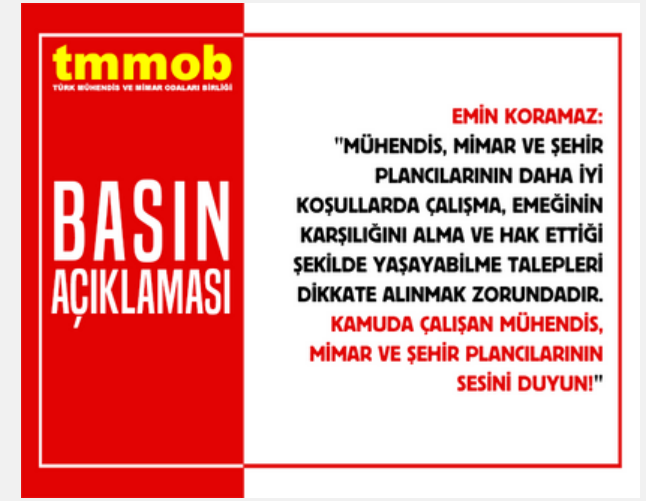 tmmob
TÜRK MÜHENDİS VE MİMAR ODALARI BİRLİĞİ
BASIN
AÇIKLAMASI
EMİN KORAMAZ:
"MÜHENDİS, MİMAR VE ŞEHİR
PLANCILARININ DAHA İYİ
KOŞULLARDA ÇALIŞMA, EMEĞİNİN
KARŞILIĞINI ALMA VE HAK ETTİĞİ
ŞEKİLDE YAŞAYABİLME TALEPLERİ
DİKKATE ALINMAK ZORUNDADIR.
KAMUDA ÇALIŞAN MÜHENDİS,
MİMAR VE ŞEHİR PLANCILARININ
SESİNİ DUYUN!"